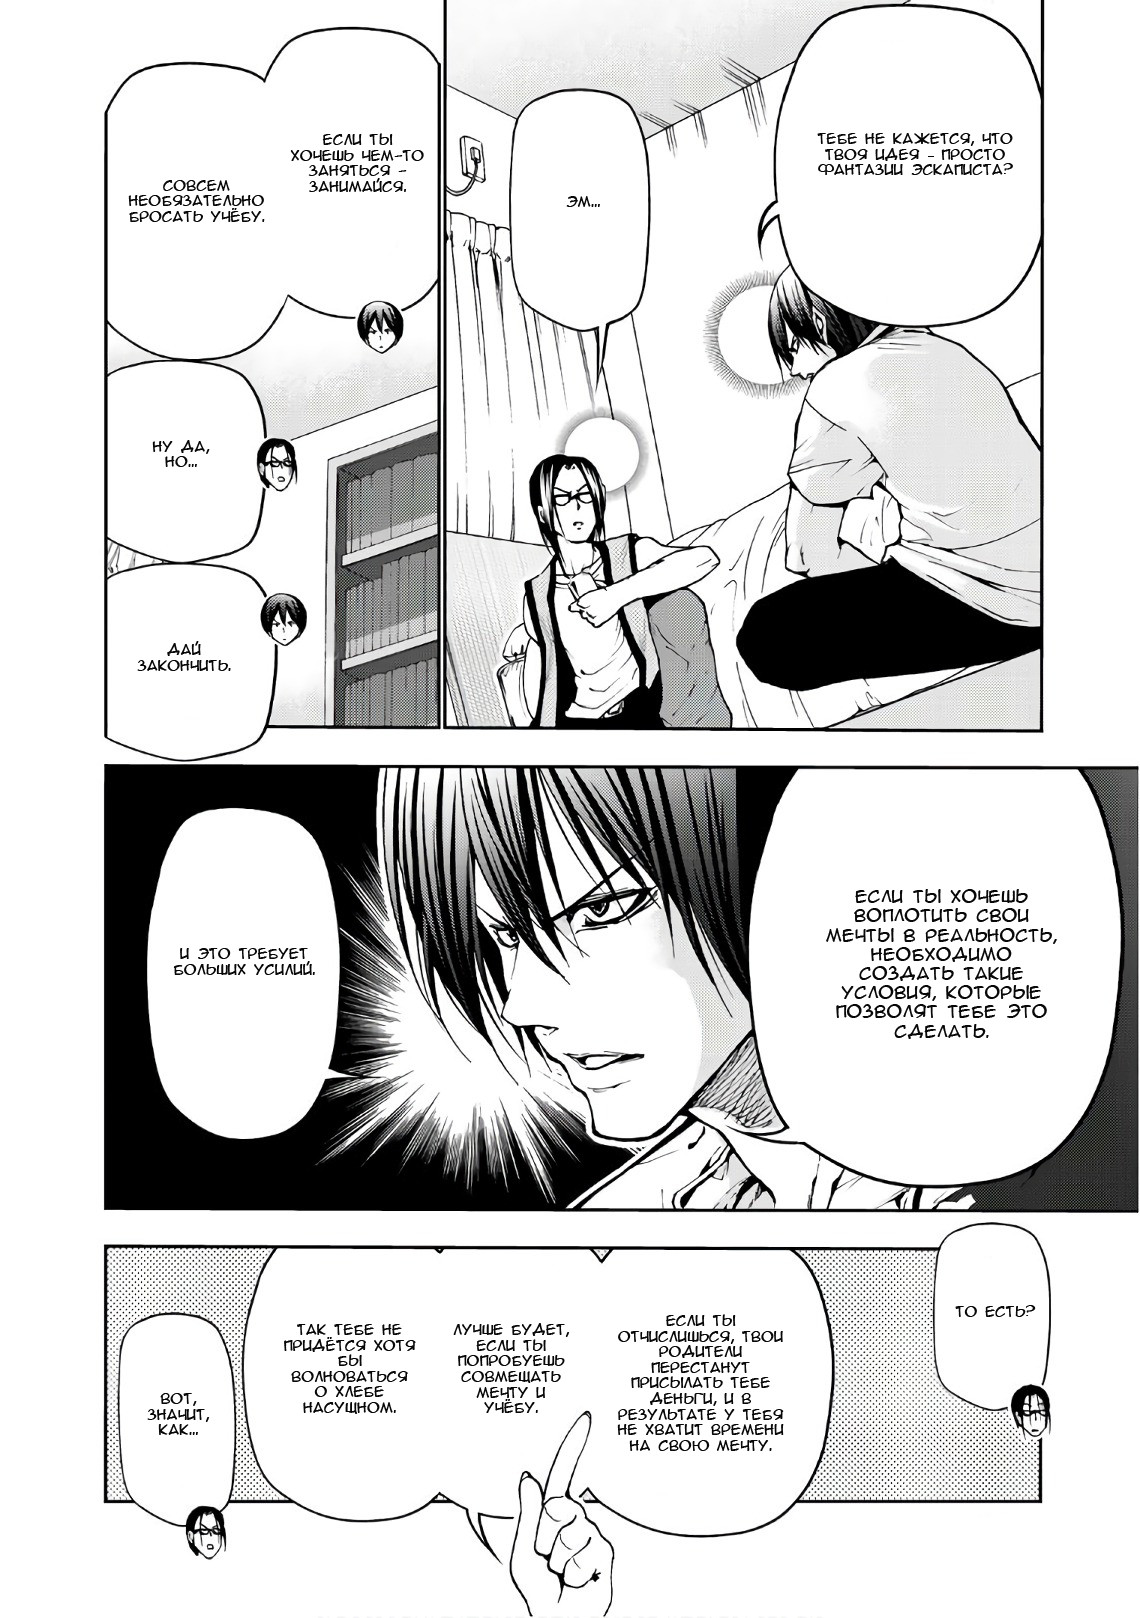 ТЕБЕ НЕ КАЖЕТСЯ, ЧТО
ТВОЯ ИДЕЯ - ПРОСТО
ФАНТАЗИИ ЭСКАПИСТА?
ЭМ...
ЕСЛИ ТЫ
ХОЧЕШЬ ЧЕМ-ТО
ЗАНЯТЬСЯ -
ЗАНИМАЙСЯ.
СОВСЕМ
НЕОБЯЗАТЕЛЬНО
БРОСАТЬ УЧЁБУ.
НУ ДА,
НО...
ДАЙ
ЗАКОНЧИТЬ.
ЕСЛИ ТЫ ХОЧЕШЬ
ВОПЛОТИТЬ СВОИ
МЕЧТЫ В РЕАЛЬНОСТЬ,
НЕОБХОДИМО
СОЗДАТЬ ТАКИЕ
УСЛОВИЯ, КОТОРЫЕ
ПОЗВОЛЯТ ТЕБЕ ЭТО
СДЕЛАТЬ.
И ЭТО ТРЕБУЕТ
БОЛЬШИХ УСИЛИЙ.
ТО ЕСТЬ?
ЕСЛИ ТЫ
ОТЧИСЛИШЬСЯ, ТВОИ
РОДИТЕЛИ
ПЕРЕСТАНУТ
ПРИСЫЛАТЬ ТЕБЕ
ДЕНЬГИ, И В
РЕЗУЛЬТАТЕ У ТЕБЯ
НЕ ХВАТИТ ВРЕМЕНИ
НА СВОЮ МЕЧТУ.
ЛУЧШЕ БУДЕТ,
ЕСЛИ ТЫ
ПОПРОБУЕШЬ
СОВМЕЩАТЬ
МЕЧТУ И
УЧЁБУ.
ТАК ТЕБЕ НЕ
ПРИДЁТСЯ ХОТЯ
БЫ
ВОЛНОВАТЬСЯ
О ХЛЕБЕ
НАСУЩНОМ.
ВОТ,
ЗНАЧИТ,
КАК...